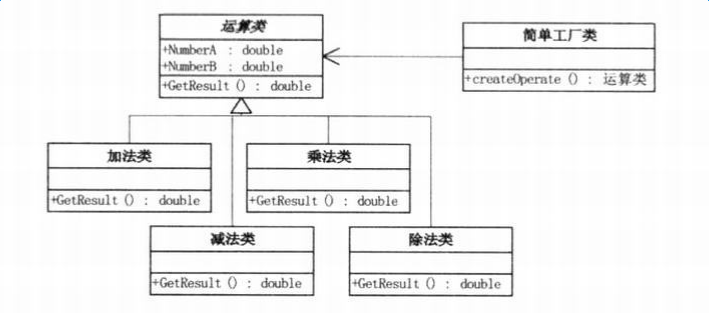 运算类
+NumberA : double
+NumberB : double
+GetResult () : double
简单工厂类
+createOperate () : 运算类
加法类
+GetResult () : double
乘法类
+GetResult () : double
减法类
+GetResult () : double
除法类
+GetResult () : double